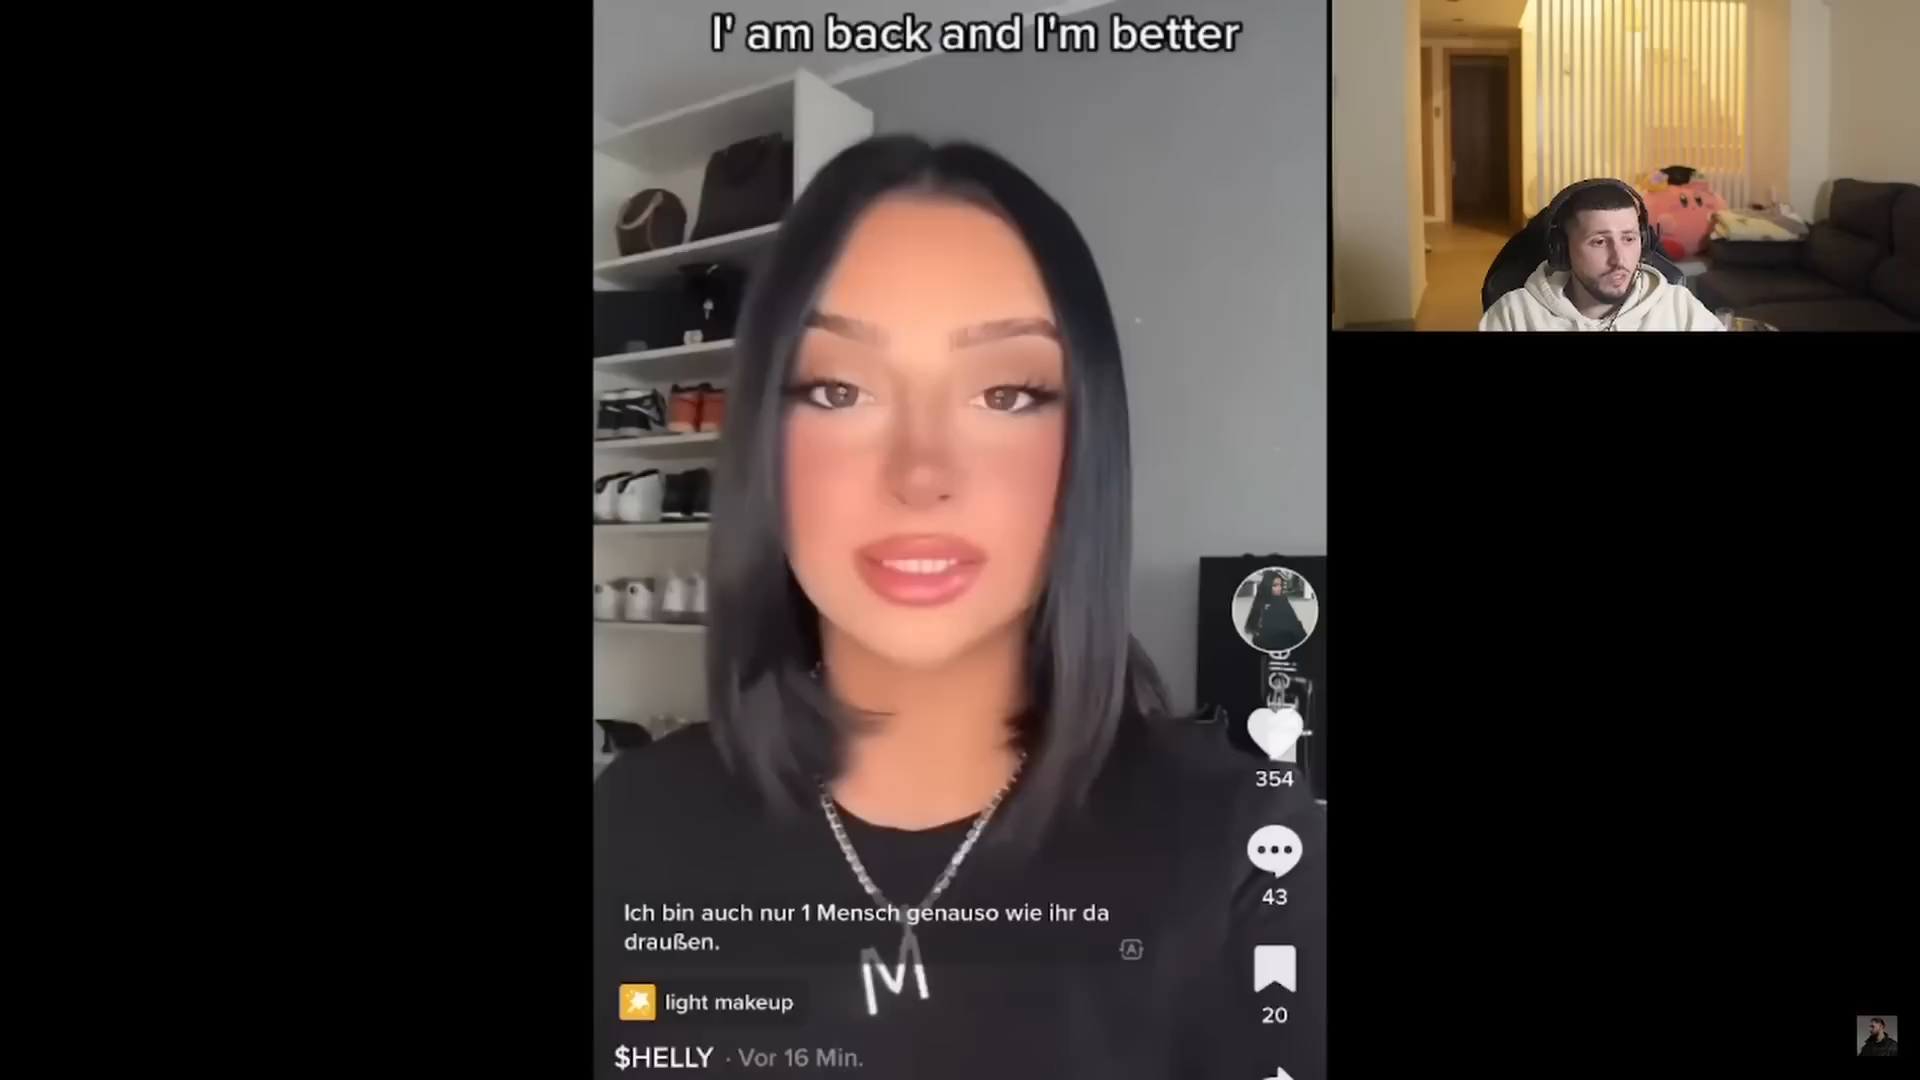 I' am back and I'm better
354
43
Ich bin auch nur 1 Mensch genauso wie ihr da
draußen.
M
light makeup
20
$HELLY · Vor 16 Min.